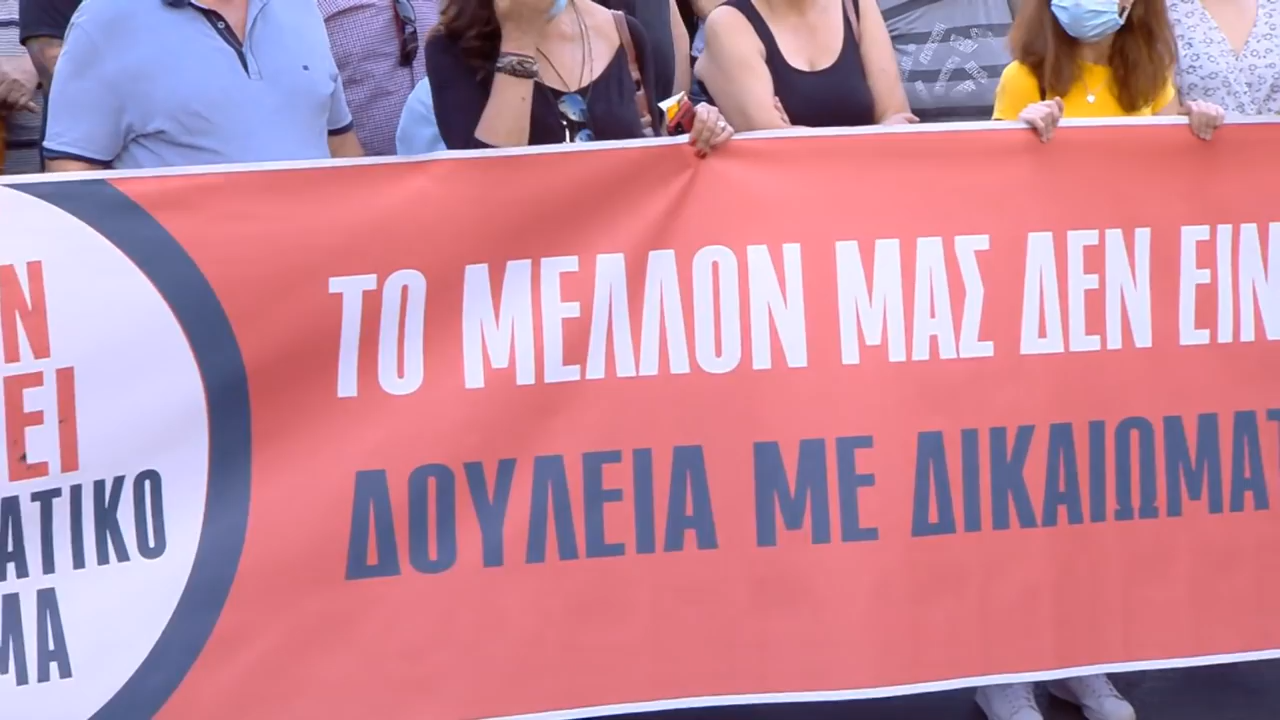 Ν
ΕΙ
ΑΤΙΚΟ
ΜΑ
ΤΟ ΜΕΛΛΟΝ ΜΑΣ ΔΕΝ ΕΙΝ
ΔΟΥΛΕΙΑ ΜΕ ΔΙΚΑΙΩΜΑΤ